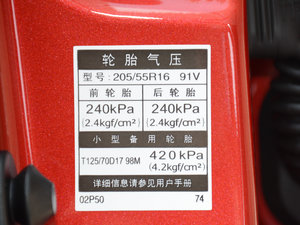 轮胎气压
型号:205/55R16 91V
前轮胎 后轮胎
240kPa 240kPa
(2.4kgf/cm²) (2.4kgf/cm²)
小型备用轮胎
T125/70D17 98M 420kPa
(4.2kgf/cm²)
详细信息请参见用户手册
02P50 74